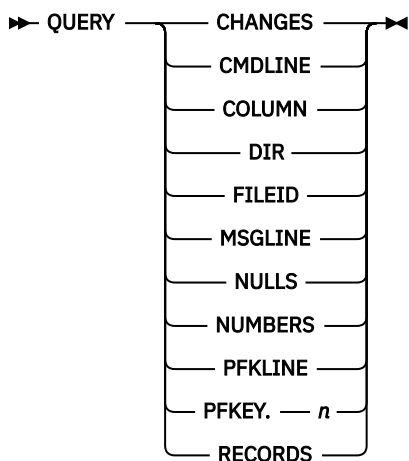 QUERY CHANGES
CMDLINE
COLUMN
DIR
FILEID
MSGLINE
NULLS
NUMBERS
PFKLINE
PFKEY. n
RECORDS